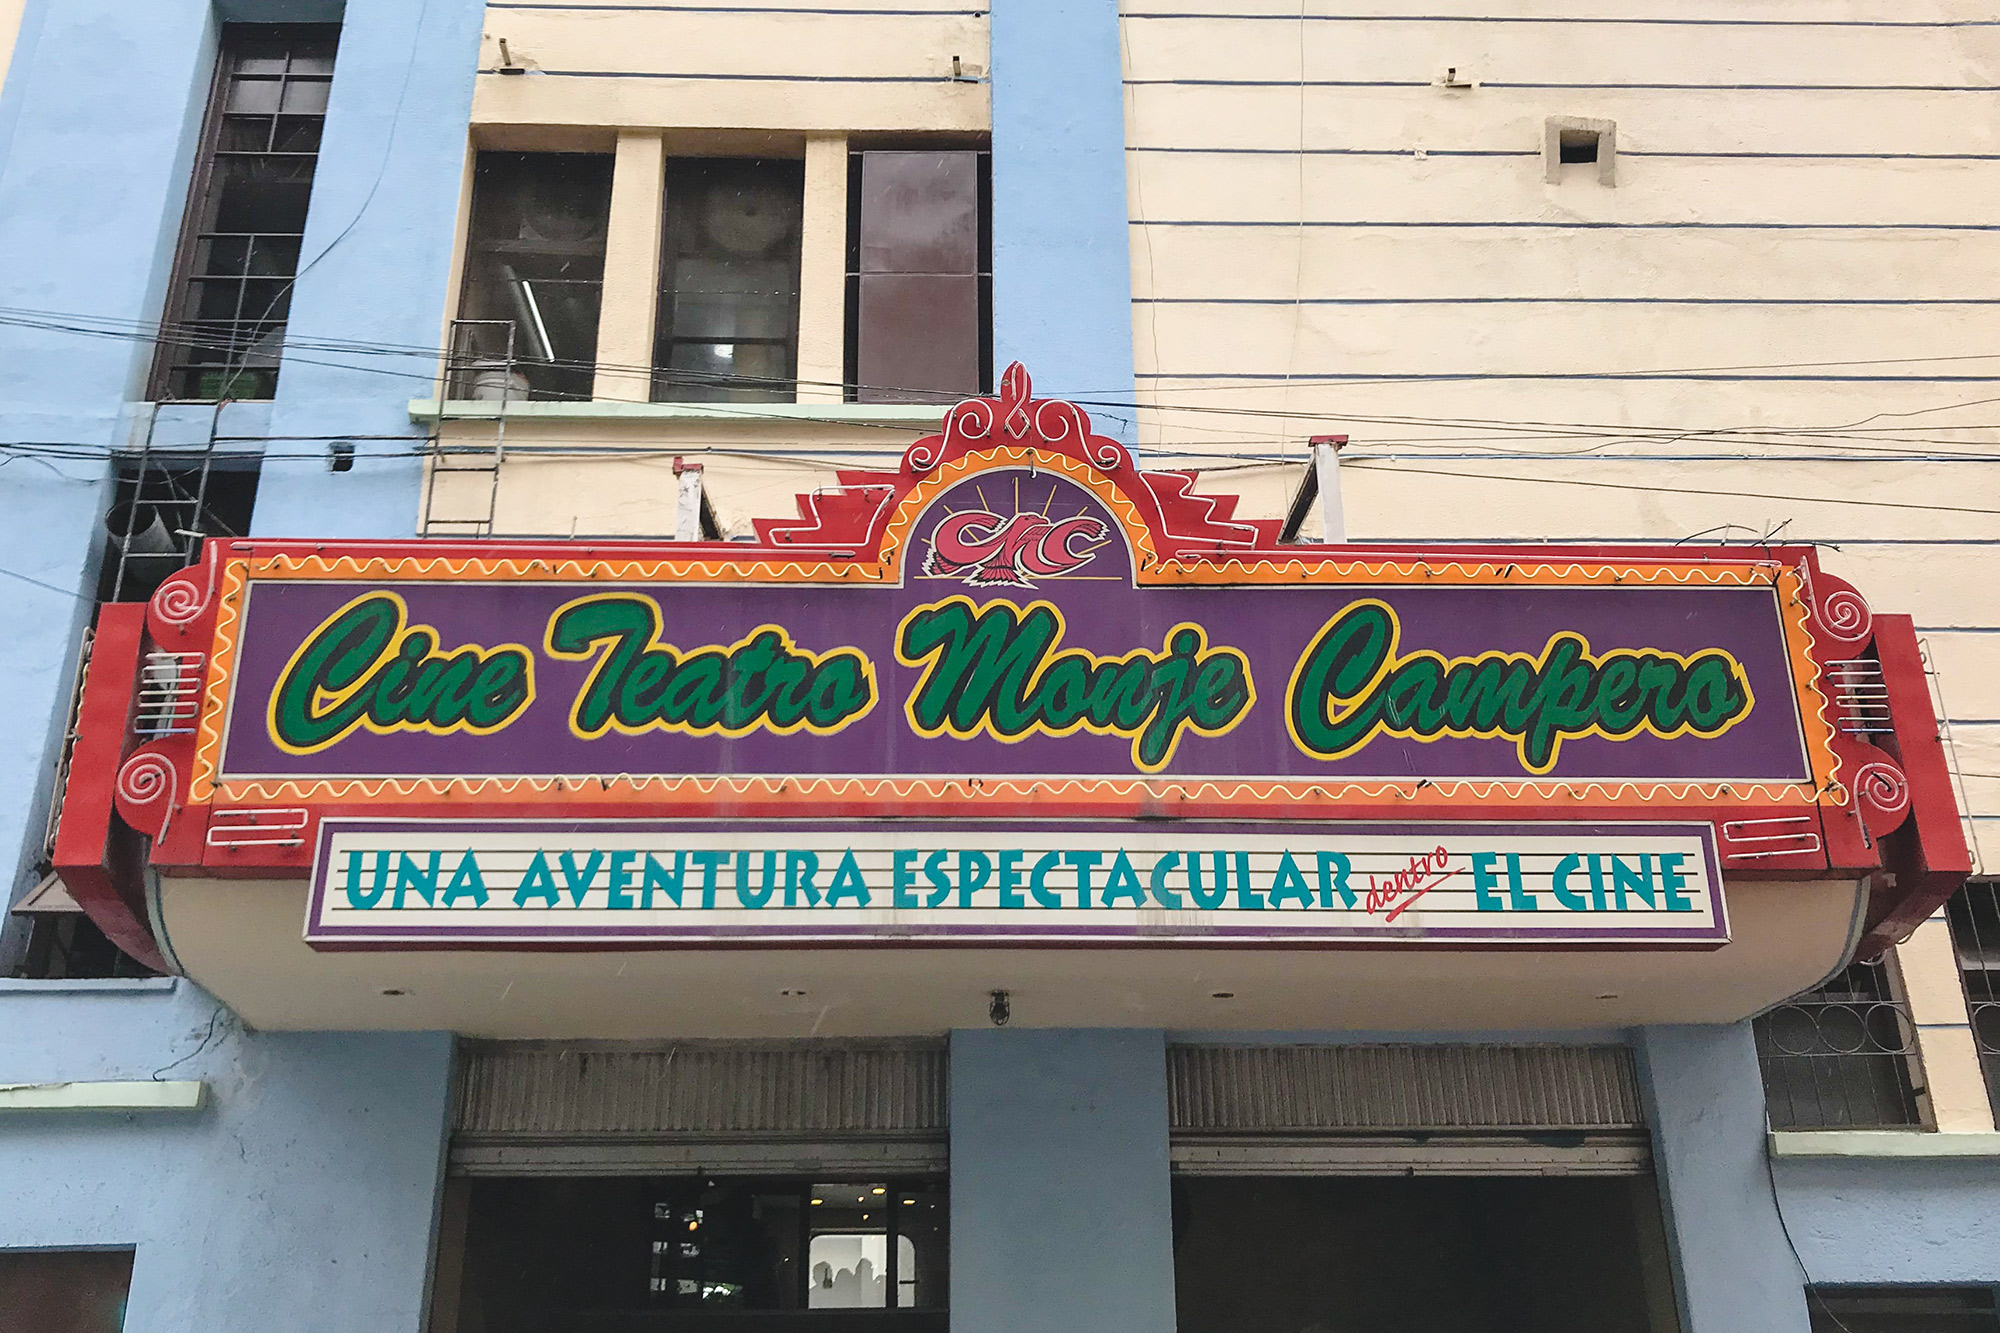 CMC
Cine Teatro Monje Campero
UNA AVENTURA ESPECTACULAR dentro EL CINE